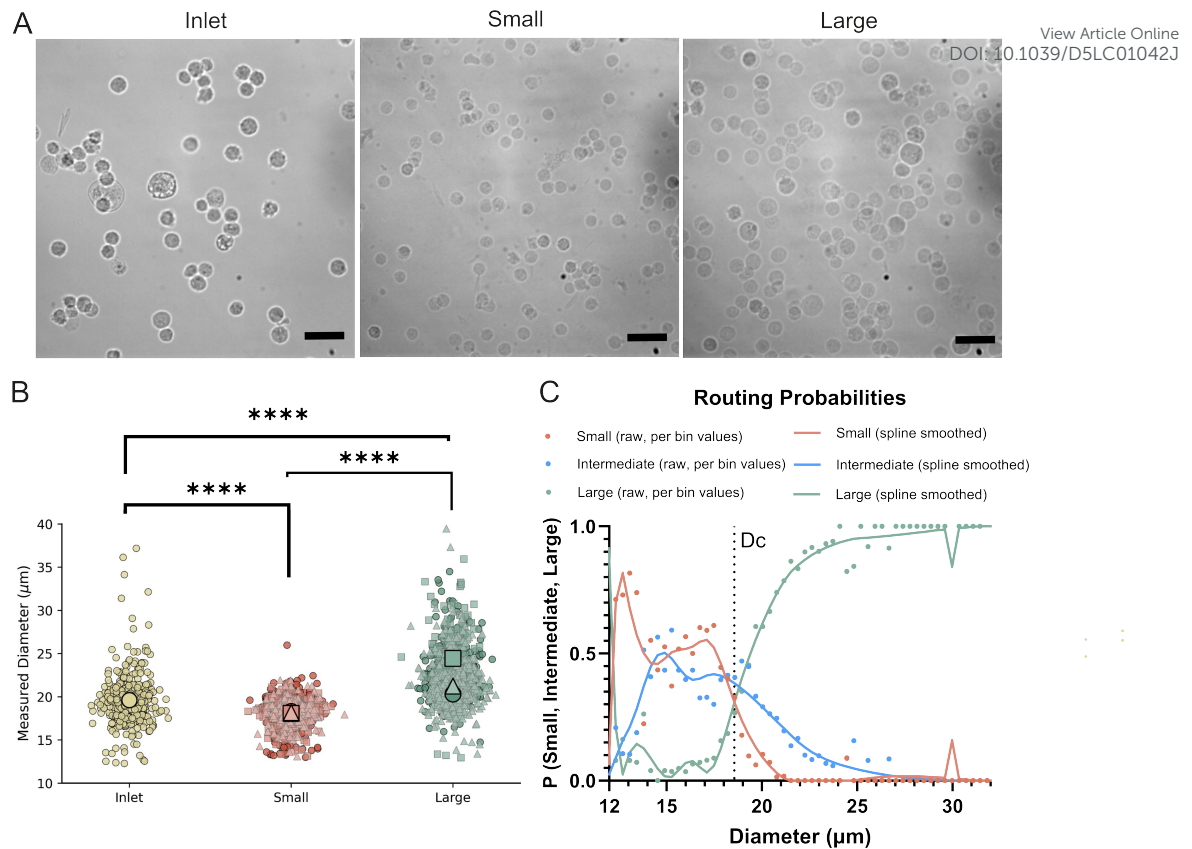 A
Inlet
Small
Large
View Article Online
DOI: 10.1039/D5LC01042J
B
****
****
****
Measured Diameter (μm)
40
35
30
25
20
15
10
Inlet
Small
Large
C
Routing Probabilities
Small (raw, per bin values)
Small (spline smoothed)
Intermediate (raw, per bin values)
Intermediate (spline smoothed)
Large (raw, per bin values)
Large (spline smoothed)
P (Small, Intermediate, Large)
1.0
0.5
0.0
Dc
12
15
20
25
30
Diameter (μm)